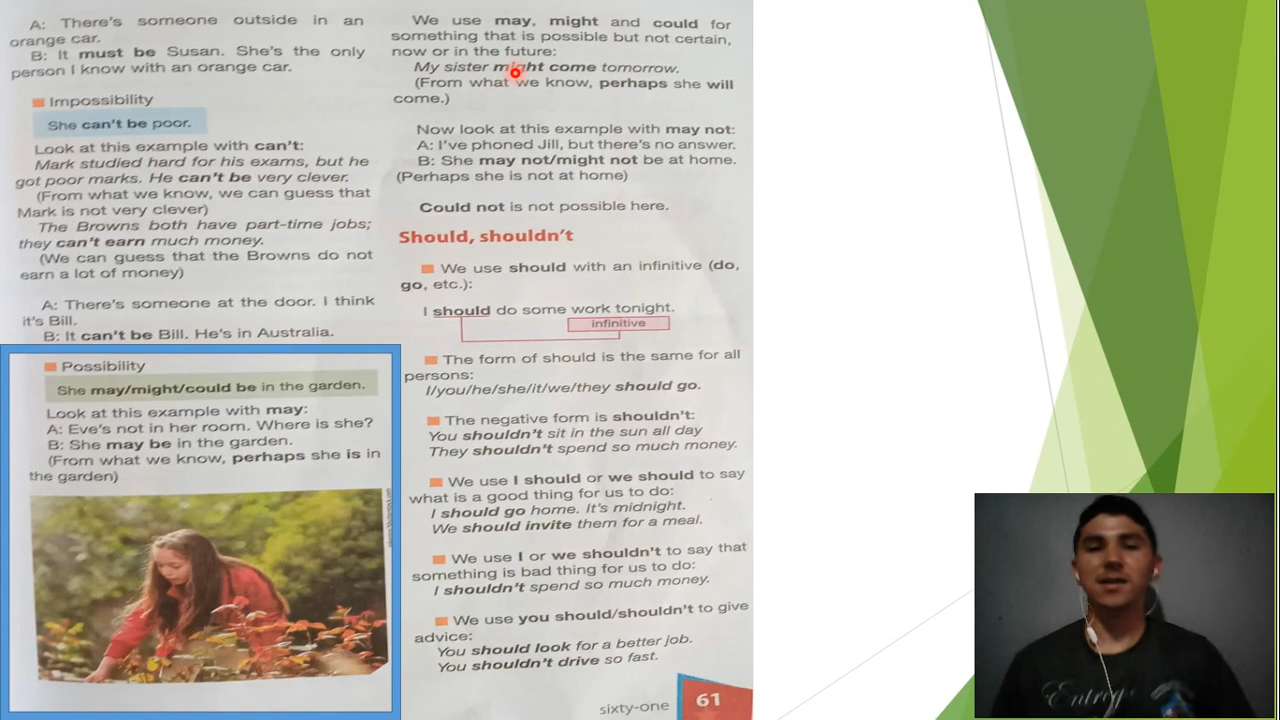 A: There's someone outside in an
orange car.
B: It must be Susan. She's the only
person I know with an orange car.
Impossibility
She can't be poor.
Look at this example with can't:
Mark studied hard for his exams, but he
got poor marks. He can't be very clever.
(From what we know, we can guess that
Mark is not very clever)
The Browns both have part-time jobs;
they can't earn much money.
(We can guess that the Browns do not
earn a lot of money)
A: There's someone at the door. I think
it's Bill.
B: It can't be Bill. He's in Australia.
Possibility
She may/might/could be in the garden.
Look at this example with may:
A: Eve's not in her room. Where is she?
B: She may be in the garden.
(From what we know, perhaps she is in
the garden)
We use may, might and could for
something that is possible but not certain,
now or in the future:
My sister might come tomorrow.
(From what we know, perhaps she will
come.)
Now look at this example with may not:
A: I've phoned Jill, but there's no answer.
B: She may not/might not be at home.
(Perhaps she is not at home)
Could not is not possible here.
Should, shouldn't
We use should with an infinitive (do,
go, etc.):
I should do some work tonight.
infinitive
The form of should is the same for all
persons:
I/you/he/she/it/we/they should go.
The negative form is shouldn't:
You shouldn't sit in the sun all day
They shouldn't spend so much money.
We use I should or we should to say
what is a good thing for us to do:
I should go home. It's midnight.
We should invite them for a meal.
We use I or we shouldn't to say that
something is bad thing for us to do:
I shouldn't spend so much money.
We use you should/shouldn't to give
advice:
You should look for a better job.
You shouldn't drive so fast.
sixty-one 61